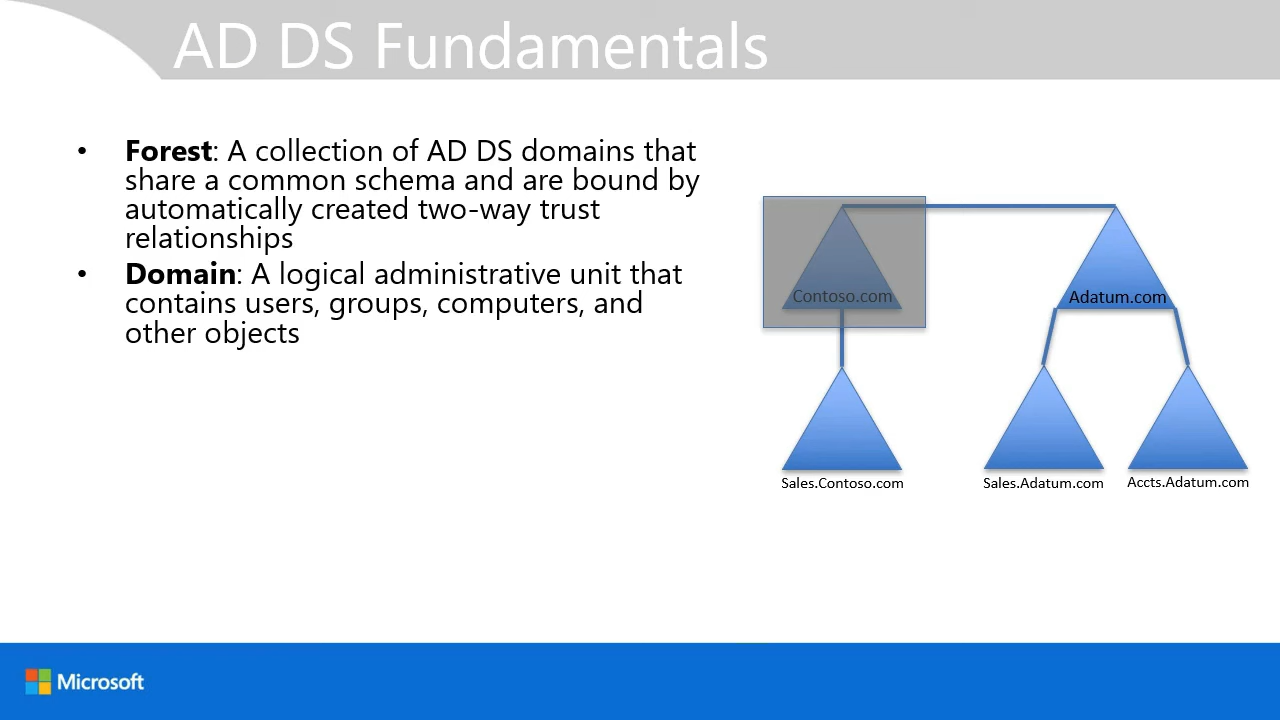 AD DS Fundamentals
• Forest: A collection of AD DS domains that
share a common schema and are bound by
automatically created two-way trust
relationships
• Domain: A logical administrative unit that
contains users, groups, computers, and
other objects
Contoso.com
Adatum.com
Sales.Contoso.com
Sales.Adatum.com
Accts.Adatum.com
Microsoft